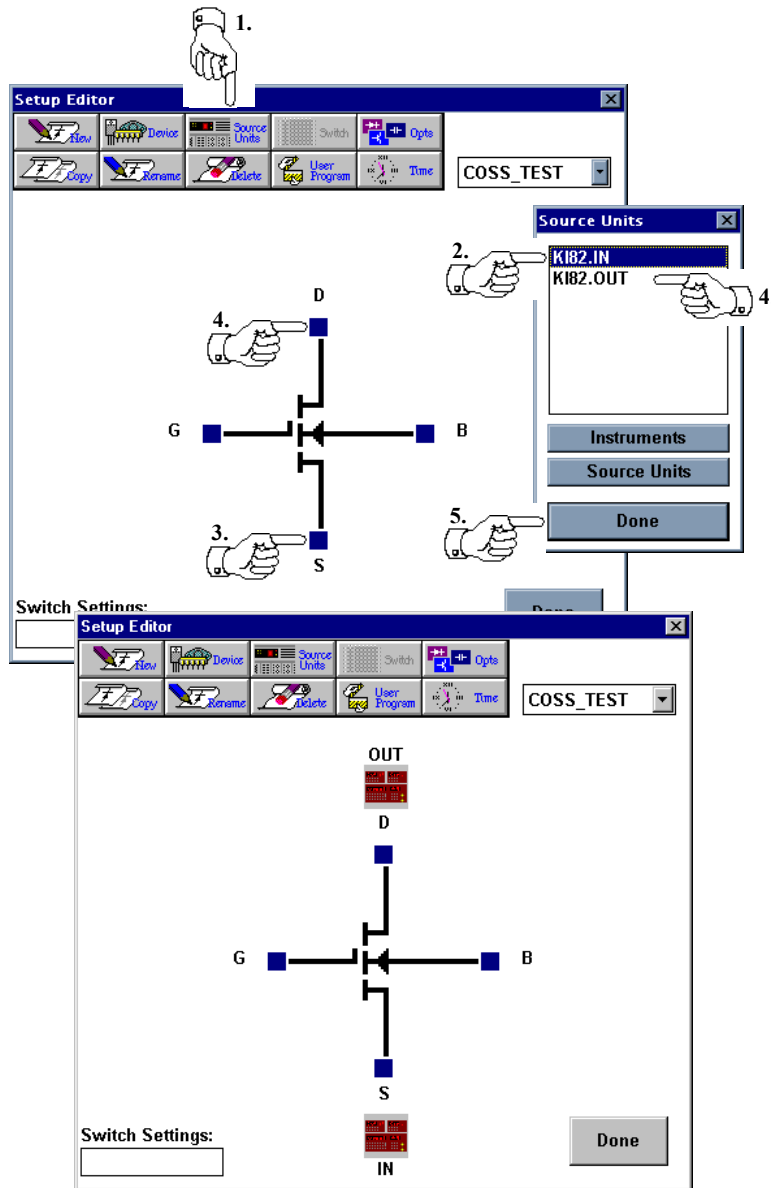 1.
Setup Editor
New Device Source Units Switch Opts
Copy Rename Delete User Program Time
COSS_TEST
Source Units
2.
KI82.IN
KI82.OUT
4
D
4.
G
B
Instruments
Source Units
5.
Done
3.
S
Switch Settings:
Done
Setup Editor
New Device Source Units Switch Opts
Copy Rename Delete User Program Time
COSS_TEST
OUT
D
G
B
S
Switch Settings:
Done
IN